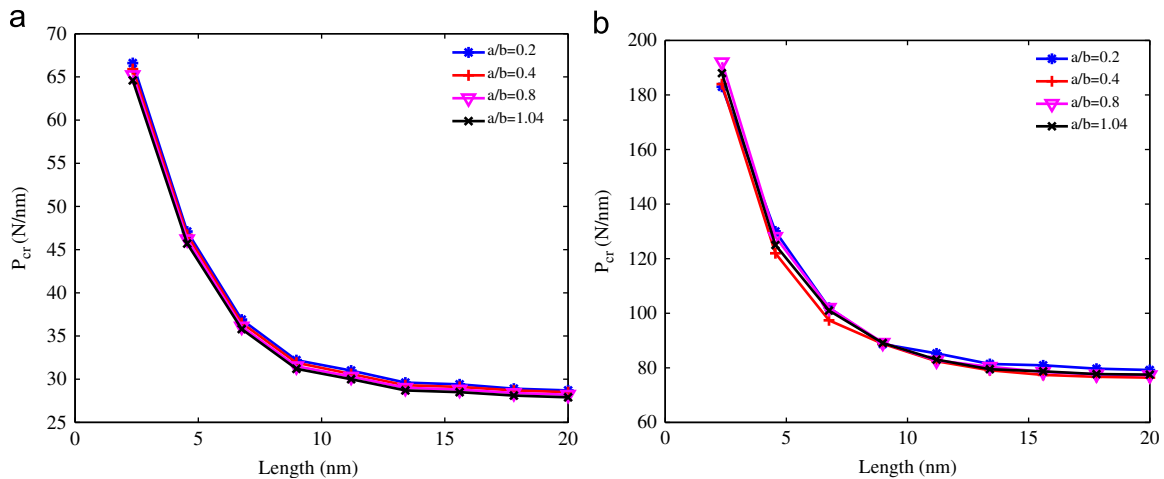 a
70
65
60
55
50
45
40
35
30
25
0
5
10
15
20
P_cr (N/nm)
Length (nm)
a/b=0.2
a/b=0.4
a/b=0.8
a/b=1.04
b
200
180
160
140
120
100
80
60
0
5
10
15
20
P_cr (N/nm)
Length (nm)
a/b=0.2
a/b=0.4
a/b=0.8
a/b=1.04